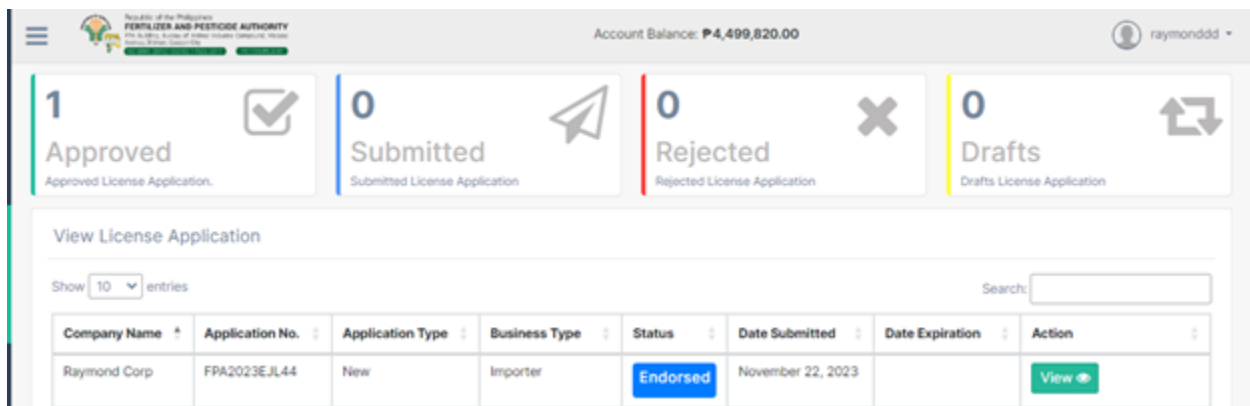 Republic of the Philippines
FERTILIZER AND PESTICIDE AUTHORITY
Account Balance: ₱4,499,820.00
raymonddd
1
Approved
Approved License Application.
0
Submitted
Submitted License Application
0
Rejected
Rejected License Application
0
Drafts
Drafts License Application
View License Application
Show 10 entries
Search:
Company Name Application No. Application Type Business Type Status Date Submitted Date Expiration Action
Raymond Corp FPA2023EJL44 New Importer Endorsed November 22, 2023 View